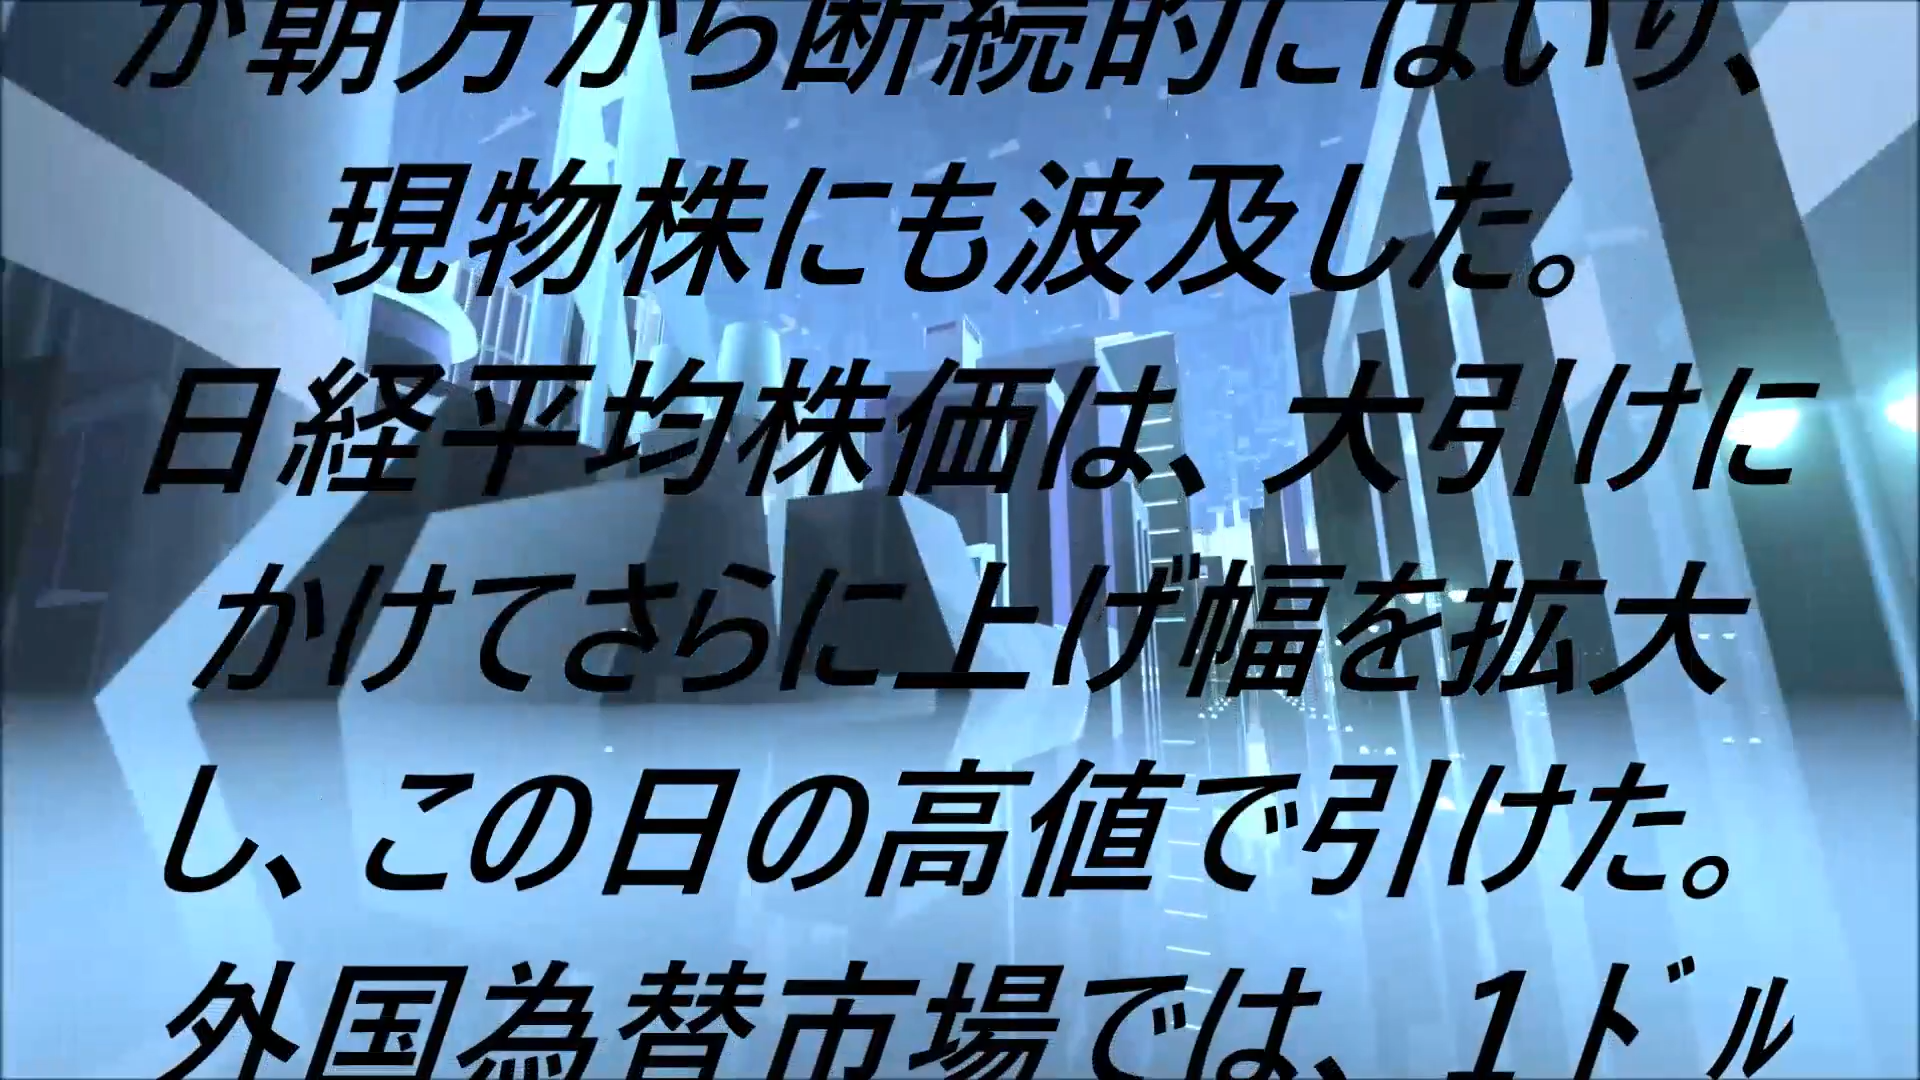 が朝方から断続的にはいり、
現物株にも波及した。
日経平均株価は、大引けに
かけてさらに上げ幅を拡大
し、この日の高値で引けた。
外国為替市場では、１ﾄﾞﾙ